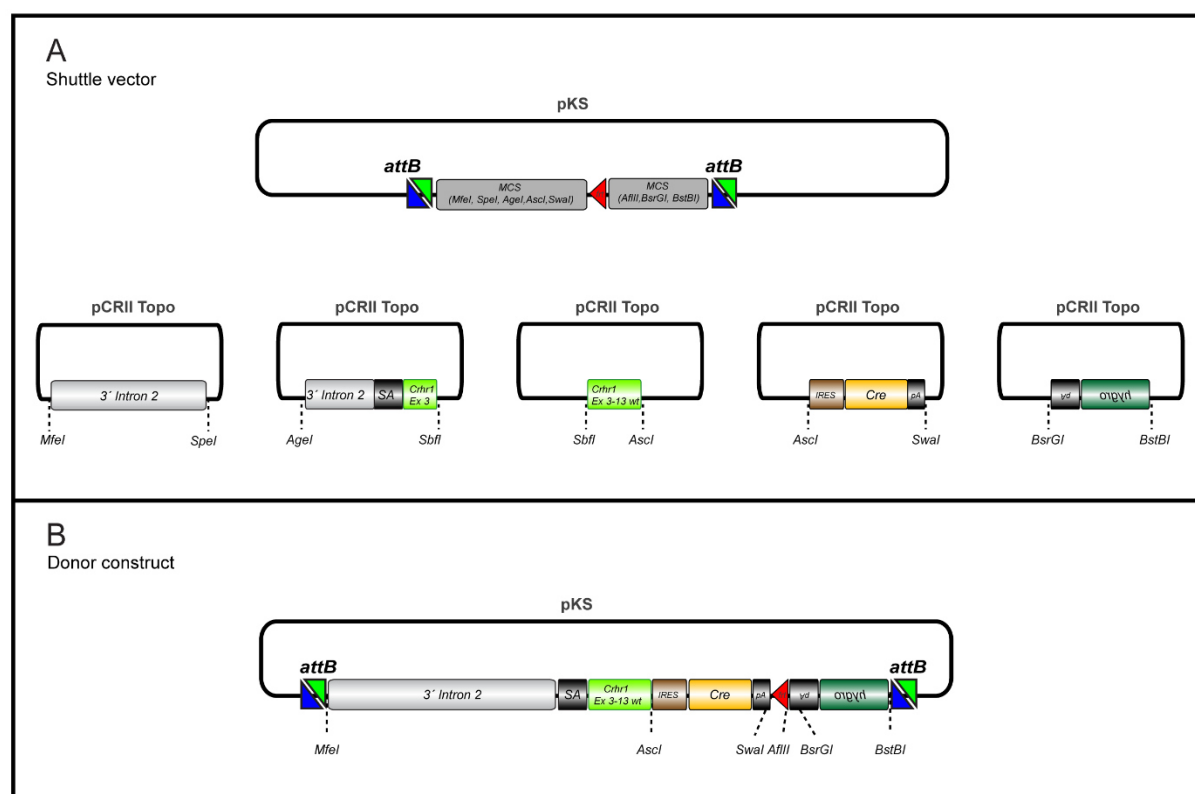 A
Shuttle vector
pKS
attB
attB
MCS
(MfeI, SpeI, AgeI,AscI,SwaI)
MCS
(AflII,BsrGI, BstBI)
pCRII Topo
pCRII Topo
pCRII Topo
pCRII Topo
pCRII Topo
3´ Intron 2
3´ Intron 2
SA
Crhr1
Ex 3
Crhr1
Ex 3-13 wt
IRES
Cre
pA
pA
hygro
MfeI
SpeI
AgeI
SbfI
SbfI
AscI
AscI
SwaI
BsrGI
BstBI
B
Donor construct
pKS
attB
attB
3´ Intron 2
SA
Crhr1
Ex 3-13 wt
IRES
Cre
pA
pA
hygro
MfeI
AscI
SwaI
AflII
BsrGI
BstBI